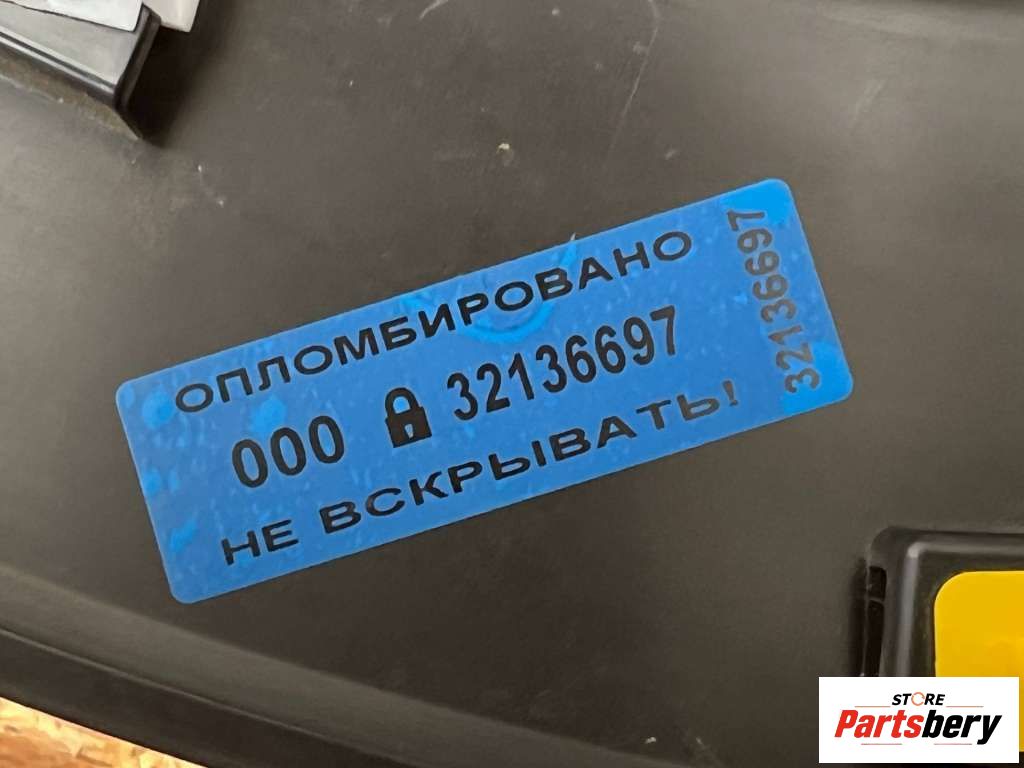 ОПЛОМБИРОВАНО
000 32136697
НЕ ВСКРЫВАТЬ!
32136697
STORE
Partsbery